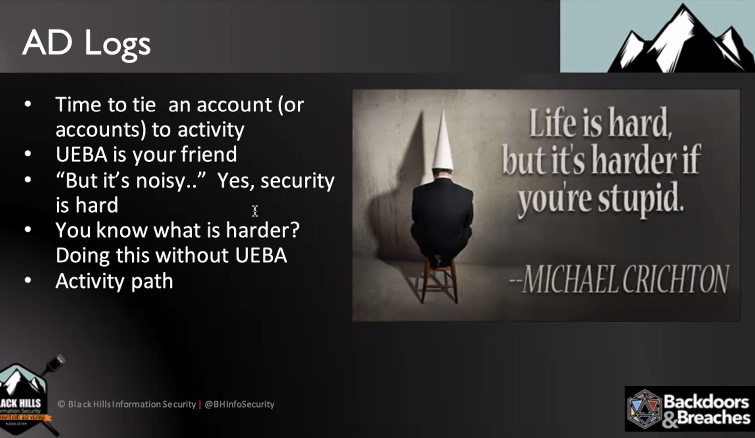 AD Logs
• Time to tie  an account (or
accounts) to activity
• UEBA is your friend
• “But it’s noisy..”  Yes, security
is hard
• You know what is harder?
Doing this without UEBA
• Activity path
Life is hard,
but it's harder if
you're stupid.
--MICHAEL CRICHTON
© Black Hills Information Security | @BHInfoSecurity
Backdoors
&Breaches